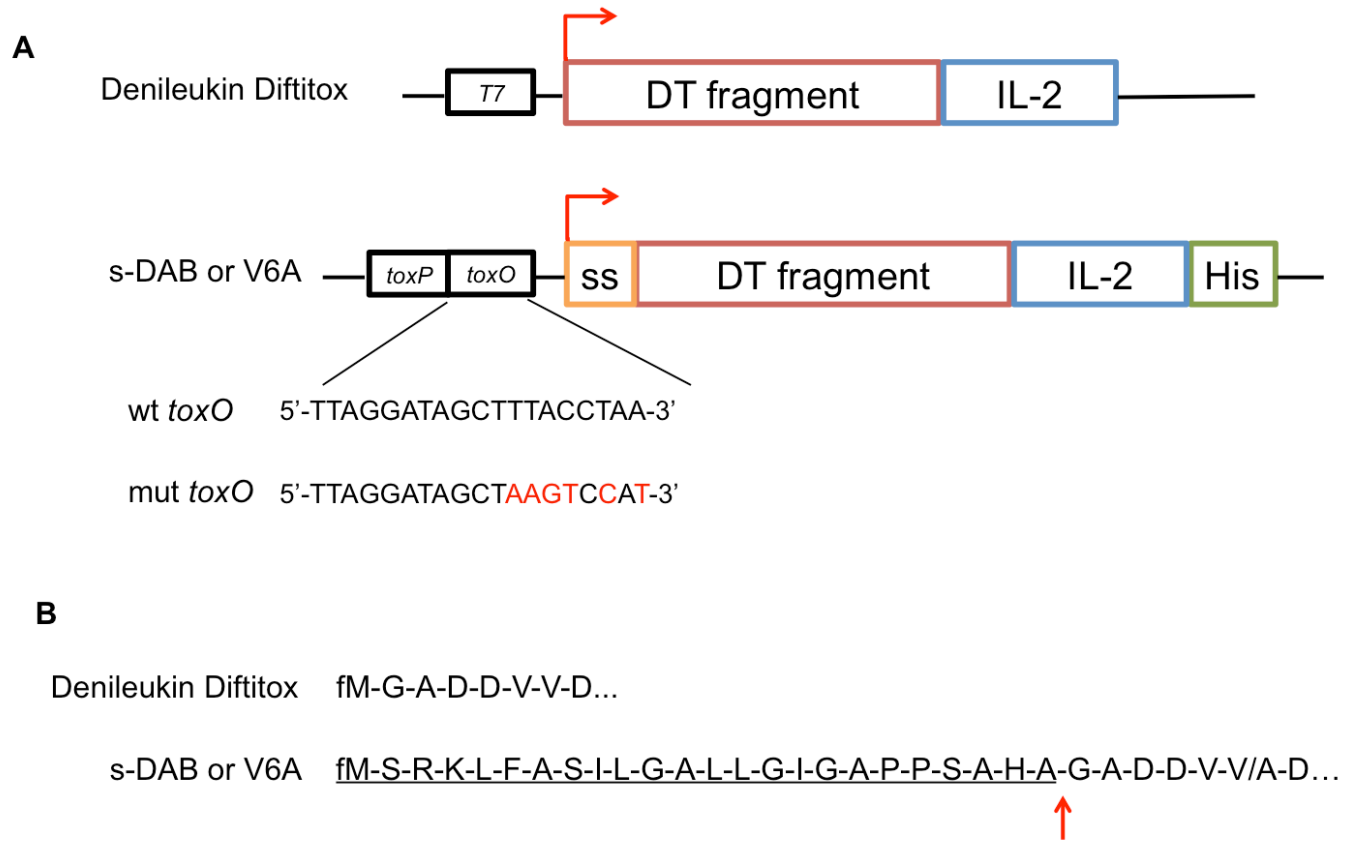 A
Denileukin Diftitox T7 DT fragment IL-2
s-DAB or V6A toxP toxO ss DT fragment IL-2 His
wt toxO 5’-TTAGGATAGCTTTACCTAA-3’
mut toxO 5’-TTAGGATAGCTAAGTCCAT-3’
B
Denileukin Diftitox fM-G-A-D-D-V-V-D...
s-DAB or V6A fM-S-R-K-L-F-A-S-I-L-G-A-L-L-G-I-G-A-P-P-S-A-H-A-G-A-D-D-V-V/A-D...